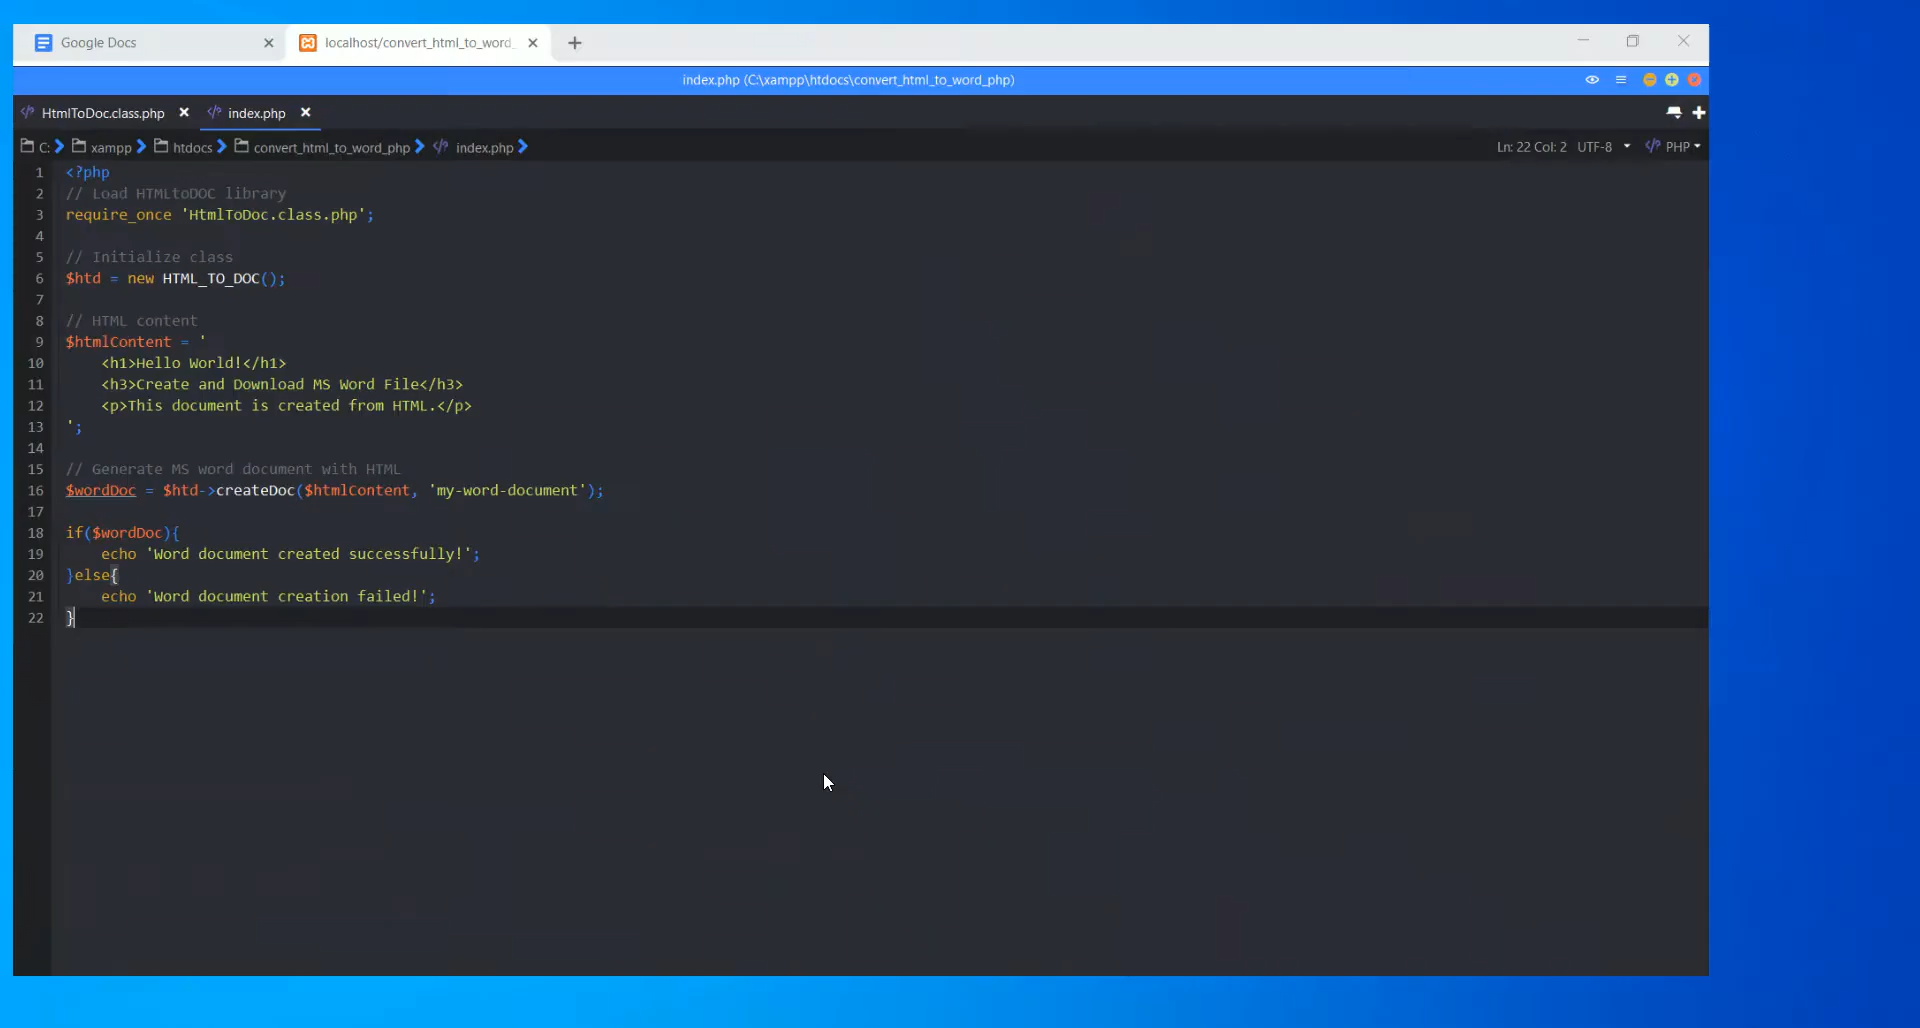 Google Docs
localhost/convert_html_to_word_
index.php (C:\xampp\htdocs\convert_html_to_word_php)
HtmlToDoc.class.php
index.php
C: xampp htdocs convert_html_to_word_php index.php
Ln: 22 Col: 2 UTF-8 PHP
1 <?php
2 // Load HTMLtoDOC library
3 require_once 'HtmlToDoc.class.php';
4
5 // Initialize class
6 $htd = new HTML_TO_DOC();
7
8 // HTML content
9 $htmlContent = '
10 <h1>Hello World!</h1>
11 <h3>Create and Download MS Word File</h3>
12 <p>This document is created from HTML.</p>
13 ';
14
15 // Generate MS word document with HTML
16 $wordDoc = $htd->createDoc($htmlContent, 'my-word-document');
17
18 if($wordDoc){
19 echo 'Word document created successfully!';
20 }else{
21 echo 'Word document creation failed!';
22 }